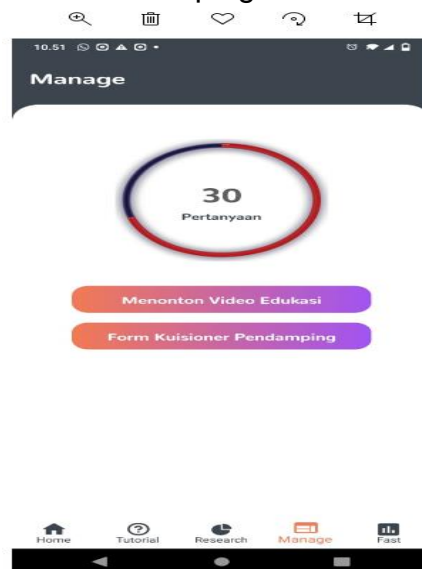 10.51
Manage
30
Pertanyaan
Menonton Video Edukasi
Form Kuisioner Pendamping
Home
Tutorial
Research
Manage
Fast